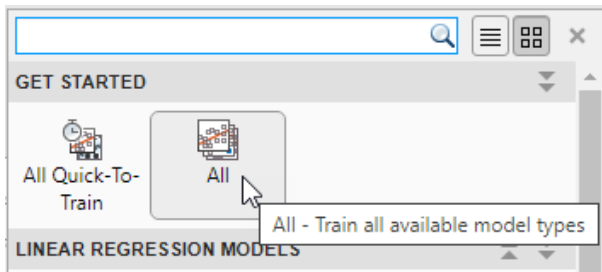 GET STARTED
All Quick-To-
Train
All
All - Train all available model types
LINEAR REGRESSION MODELS